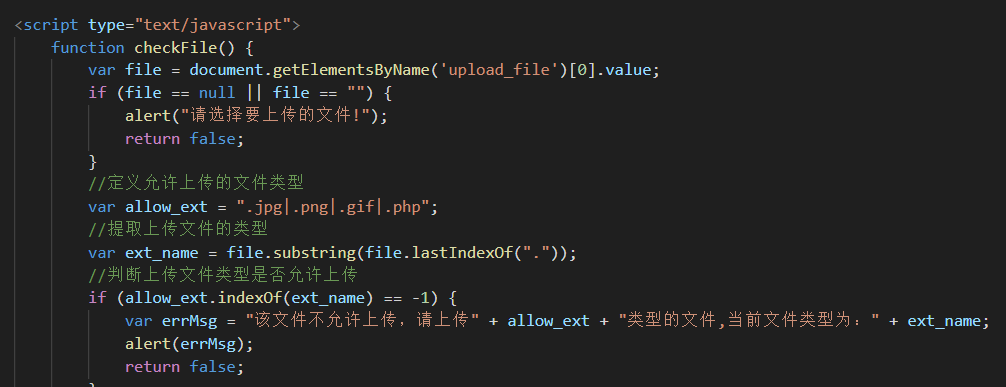 <script type="text/javascript">
function checkFile() {
var file = document.getElementsByName('upload_file')[0].value;
if (file == null || file == "") {
alert("请选择要上传的文件!");
return false;
}
//定义允许上传的文件类型
var allow_ext = ".jpg|.png|.gif|.php";
//提取上传文件的类型
var ext_name = file.substring(file.lastIndexOf("."));
//判断上传文件类型是否允许上传
if (allow_ext.indexOf(ext_name) == -1) {
var errMsg = "该文件不允许上传，请上传" + allow_ext + "类型的文件,当前文件类型为：" + ext_name;
alert(errMsg);
return false;
}